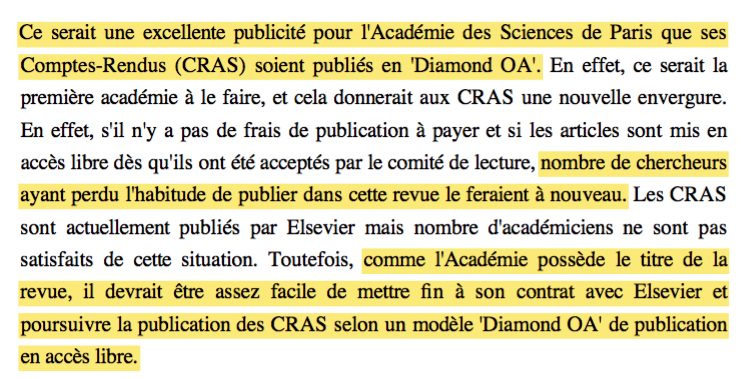 Ce serait une excellente publicité pour l'Académie des Sciences de Paris que ses
Comptes-Rendus (CRAS) soient publiés en 'Diamond OA'. En effet, ce serait la
première académie à le faire, et cela donnerait aux CRAS une nouvelle envergure.
En effet, s'il n'y a pas de frais de publication à payer et si les articles sont mis en
accès libre dès qu'ils ont été acceptés par le comité de lecture, nombre de chercheurs
ayant perdu l'habitude de publier dans cette revue le feraient à nouveau. Les CRAS
sont actuellement publiés par Elsevier mais nombre d'académiciens ne sont pas
satisfaits de cette situation. Toutefois, comme l'Académie possède le titre de la
revue, il devrait être assez facile de mettre fin à son contrat avec Elsevier et
poursuivre la publication des CRAS selon un modèle 'Diamond OA' de publication
en accès libre.